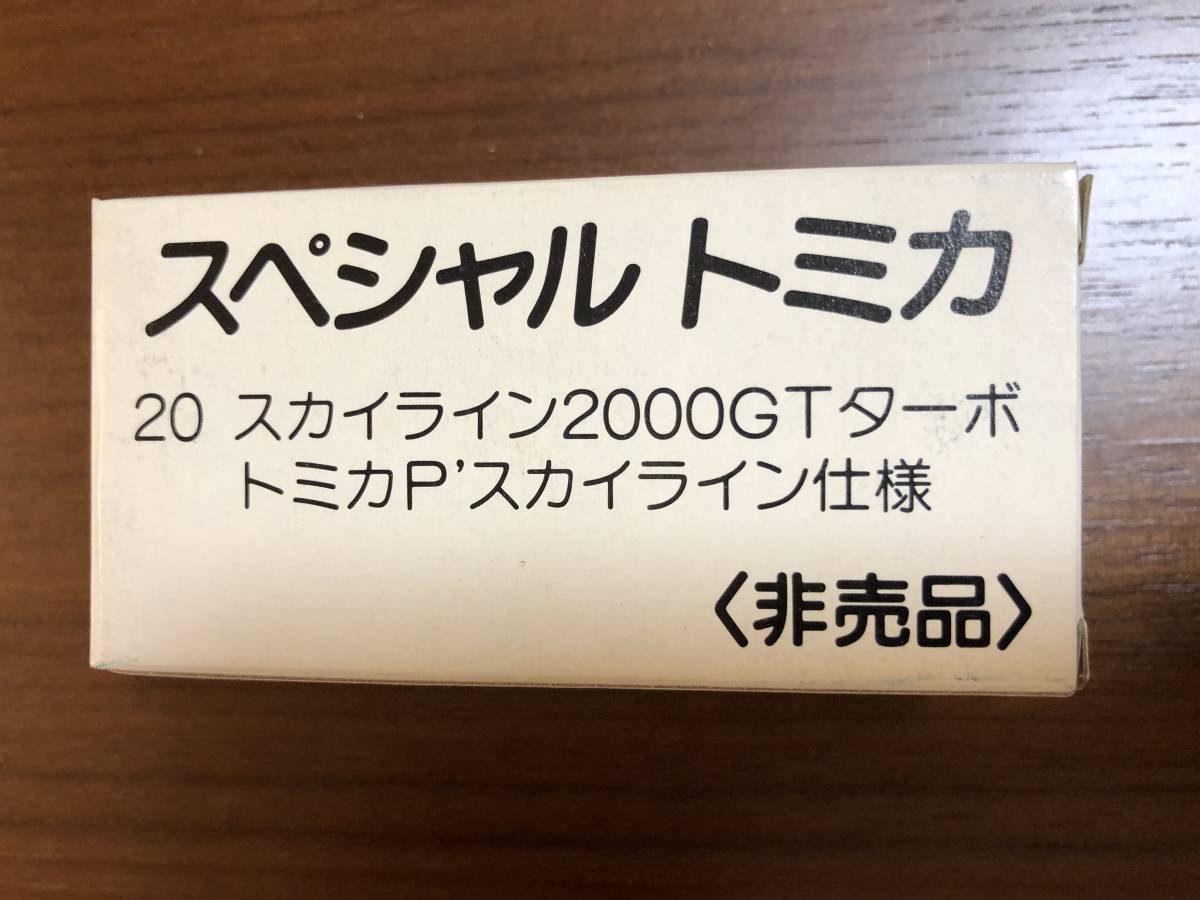 スペシャル トミカ
20 スカイライン2000GTターボ
トミカP'スカイライン仕様
〈非売品〉